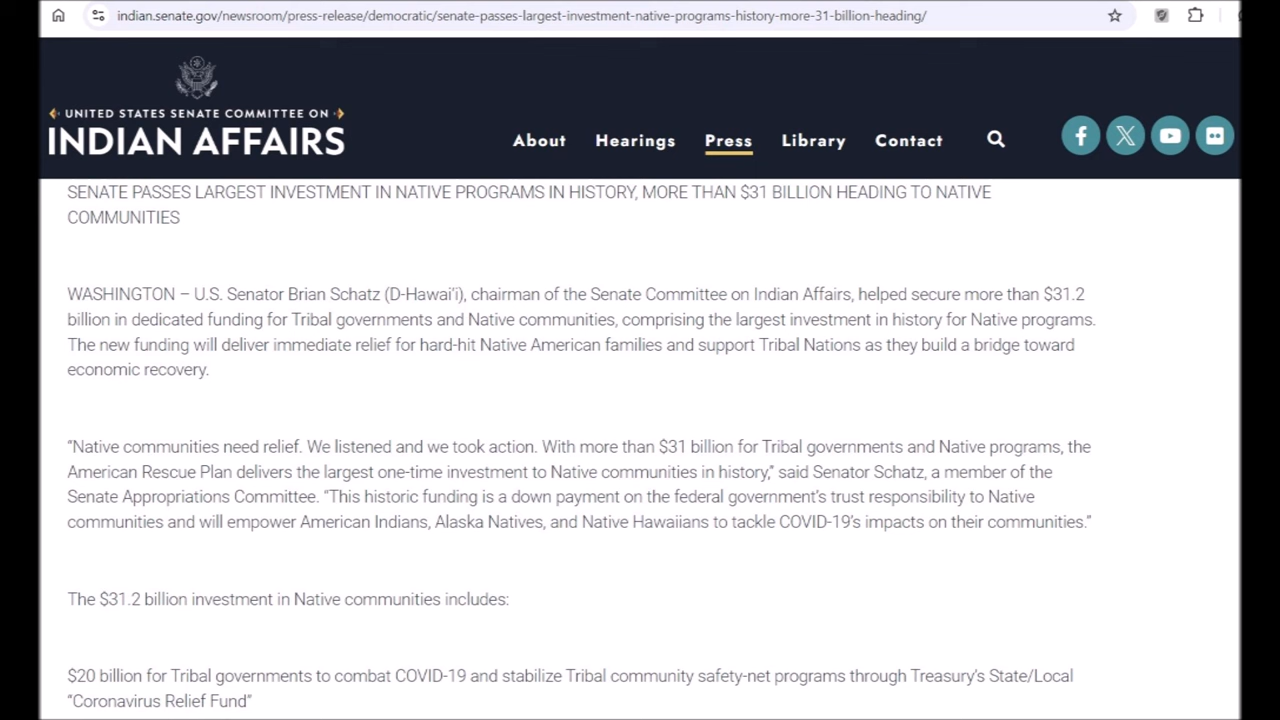 indian.senate.gov/newsroom/press-release/democratic/senate-passes-largest-investment-native-programs-history-more-31-billion-heading/
UNITED STATES SENATE COMMITTEE ON
INDIAN AFFAIRS
About Hearings Press Library Contact
SENATE PASSES LARGEST INVESTMENT IN NATIVE PROGRAMS IN HISTORY, MORE THAN $31 BILLION HEADING TO NATIVE
COMMUNITIES
WASHINGTON – U.S. Senator Brian Schatz (D-Hawai‘i), chairman of the Senate Committee on Indian Affairs, helped secure more than $31.2
billion in dedicated funding for Tribal governments and Native communities, comprising the largest investment in history for Native programs.
The new funding will deliver immediate relief for hard-hit Native American families and support Tribal Nations as they build a bridge toward
economic recovery.
“Native communities need relief. We listened and we took action. With more than $31 billion for Tribal governments and Native programs, the
American Rescue Plan delivers the largest one-time investment to Native communities in history,” said Senator Schatz, a member of the
Senate Appropriations Committee. “This historic funding is a down payment on the federal government’s trust responsibility to Native
communities and will empower American Indians, Alaska Natives, and Native Hawaiians to tackle COVID-19’s impacts on their communities.”
The $31.2 billion investment in Native communities includes:
$20 billion for Tribal governments to combat COVID-19 and stabilize Tribal community safety-net programs through Treasury’s State/Local
“Coronavirus Relief Fund”